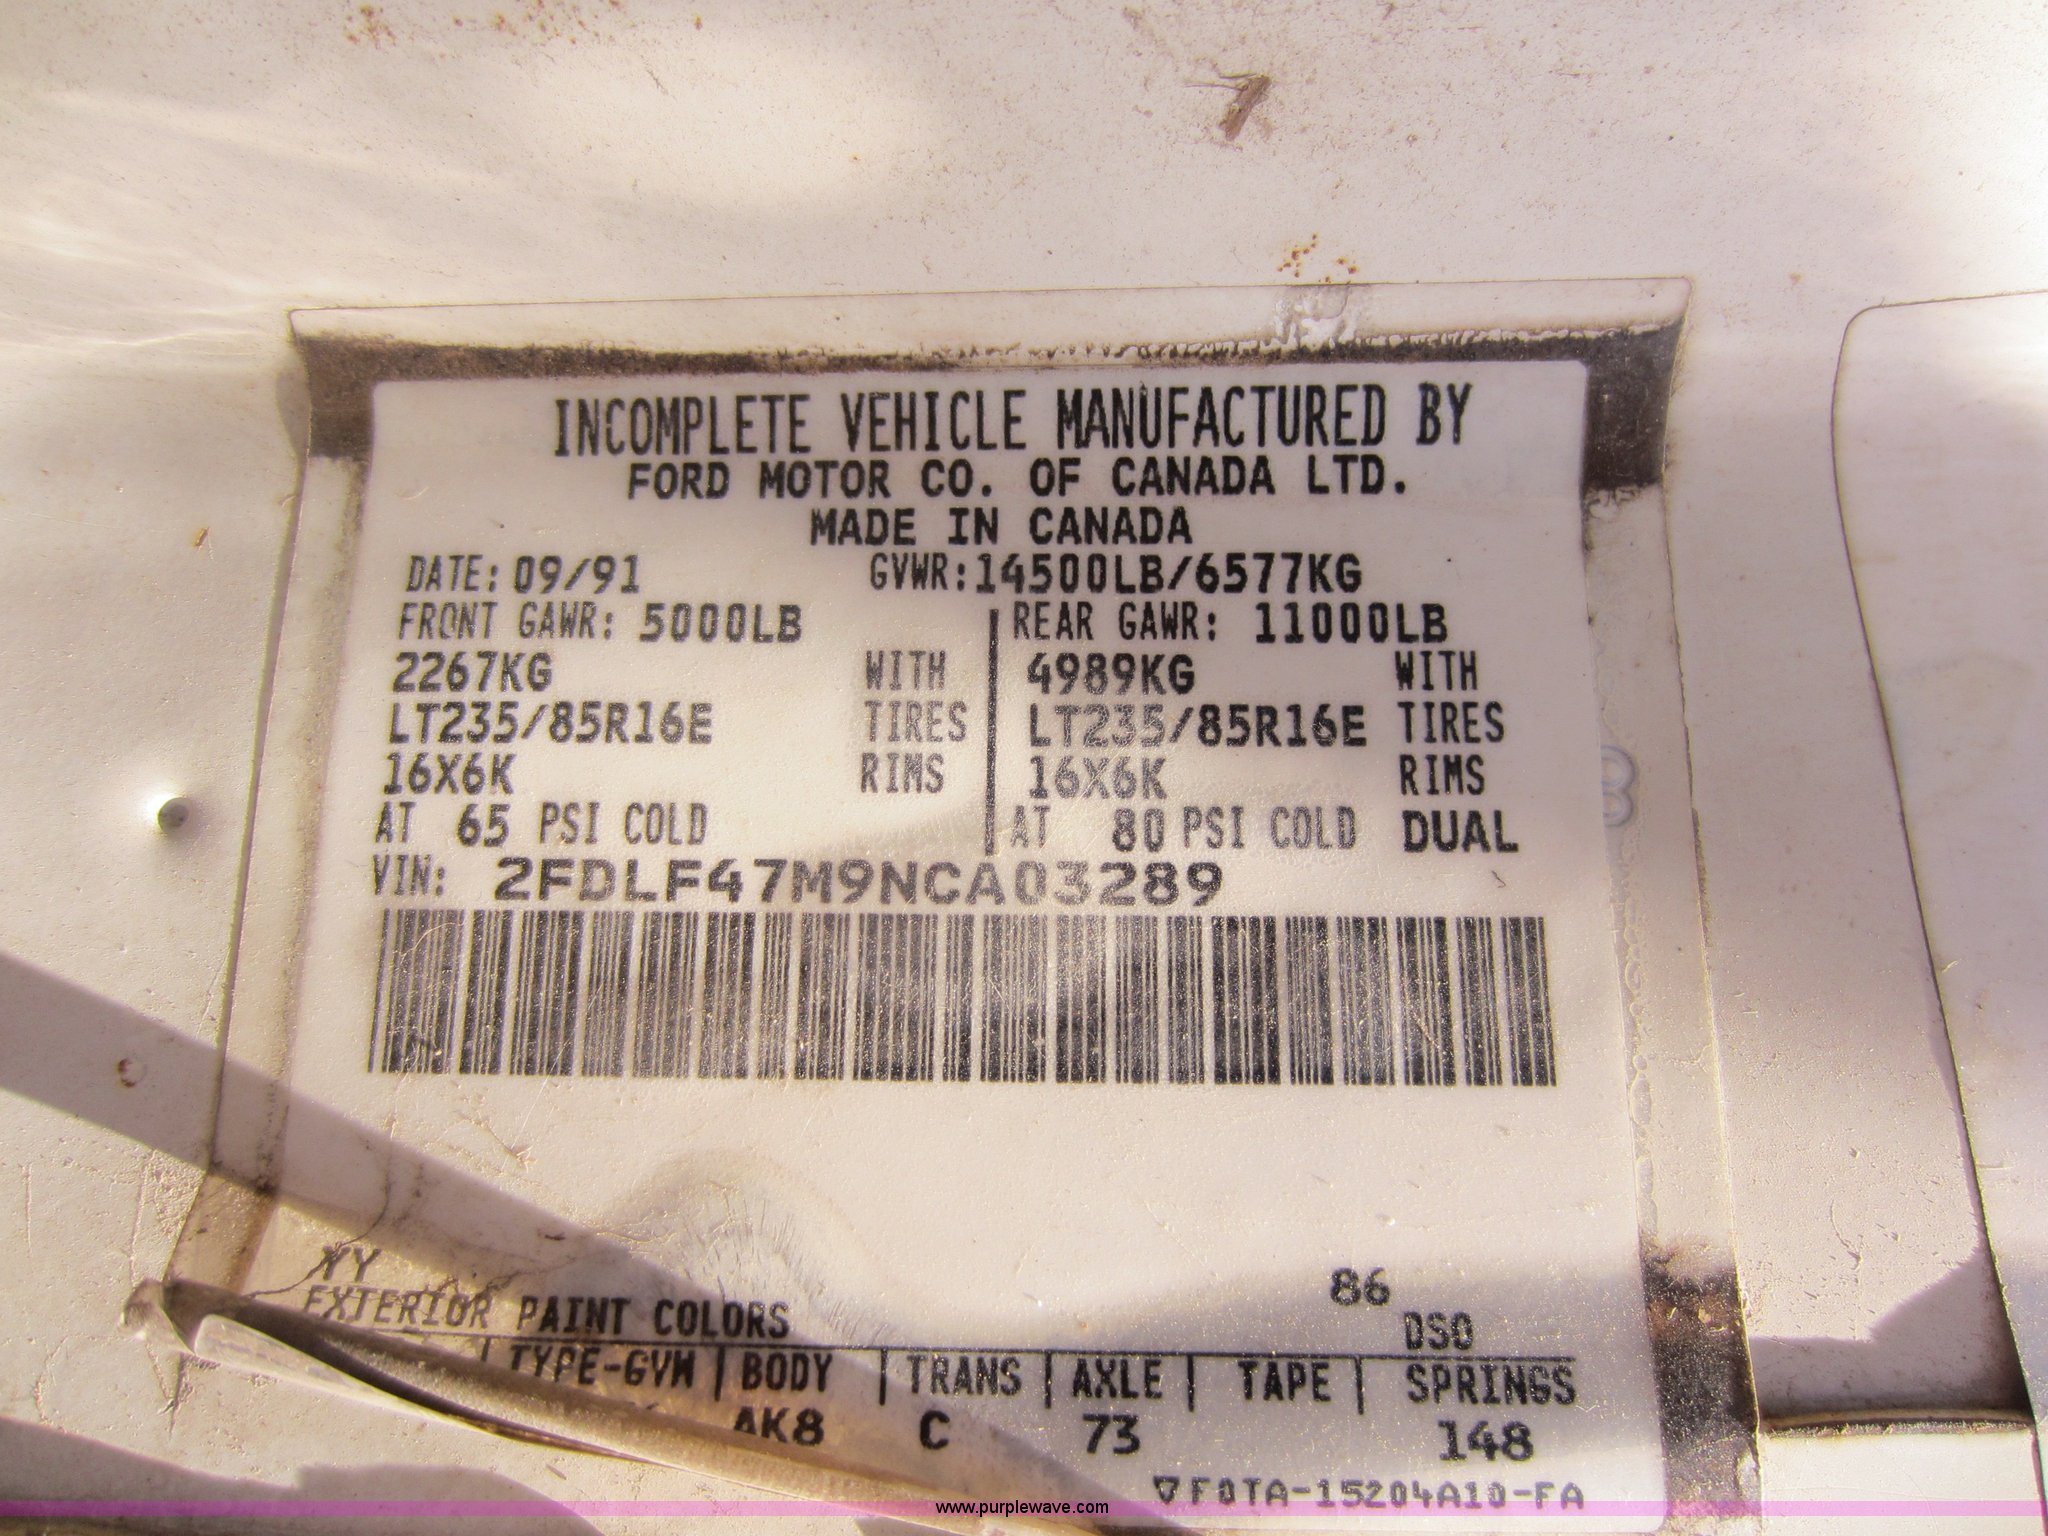 INCOMPLETE VEHICLE MANUFACTURED BY
FORD MOTOR CO. OF CANADA LTD.
MADE IN CANADA
DATE: 09/91 GVWR: 14500LB/6577KG
FRONT GAWR: 5000LB REAR GAWR: 11000LB
2267KG WITH 4989KG WITH
LT235/85R16E TIRES LT235/85R16E TIRES
16X6K RIMS 16X6K RIMS
AT 65 PSI COLD AT 80 PSI COLD DUAL
VIN: 2FDLF47M9NCA03289
YY 86
EXTERIOR PAINT COLORS DSO
TYPE-GVW BODY TRANS AXLE TAPE SPRINGS
AK8 C 73 148
F0TA-15204A10-FA
www.purplewave.com